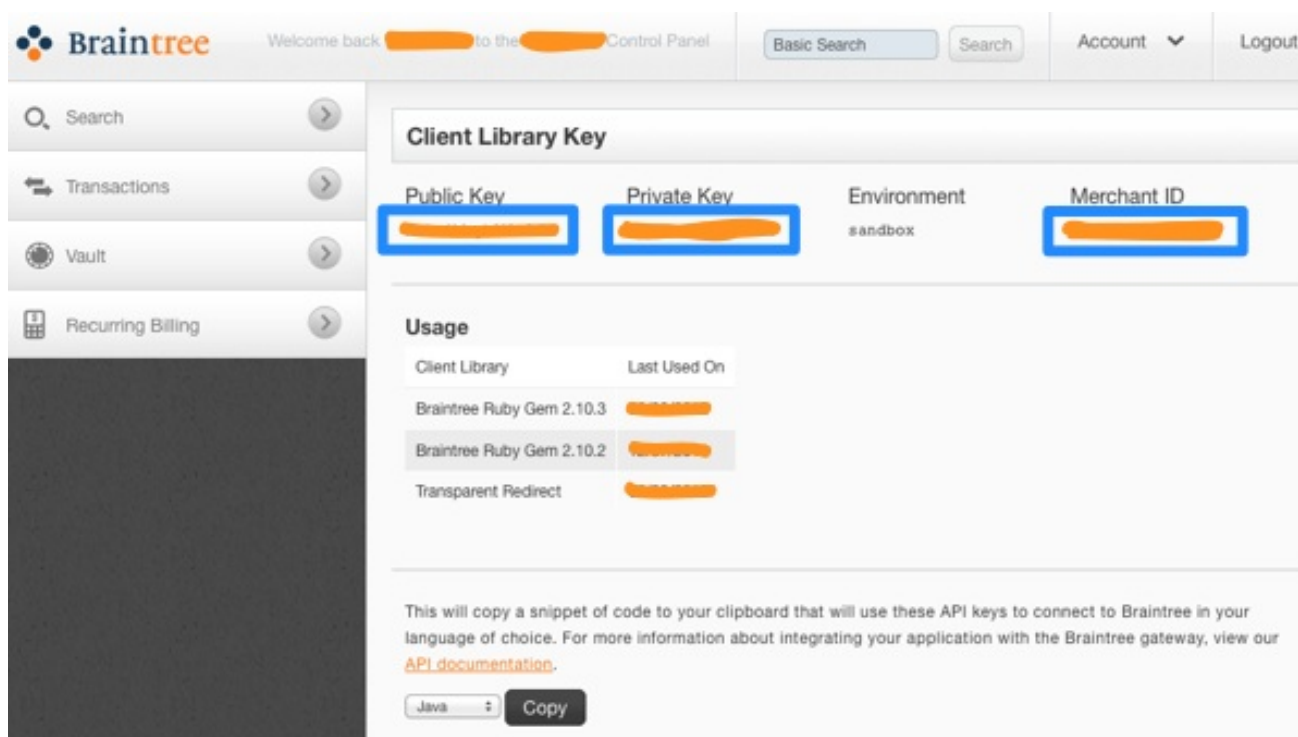 Braintree
Welcome back to the Control Panel
Basic Search
Search
Account
Logout
Search
Transactions
Vault
Recurring Billing
Client Library Key
Public Key Private Key Environment Merchant ID
sandbox
Usage
Client Library Last Used On
Braintree Ruby Gem 2.10.3
Braintree Ruby Gem 2.10.2
Transparent Redirect
This will copy a snippet of code to your clipboard that will use these API keys to connect to Braintree in your
language of choice. For more information about integrating your application with the Braintree gateway, view our
API documentation.
Java
Copy